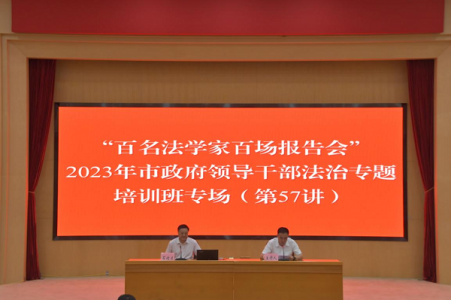 “百名法学家百场报告会”
2023年市政府领导干部法治专题
培训班专场（第57讲）